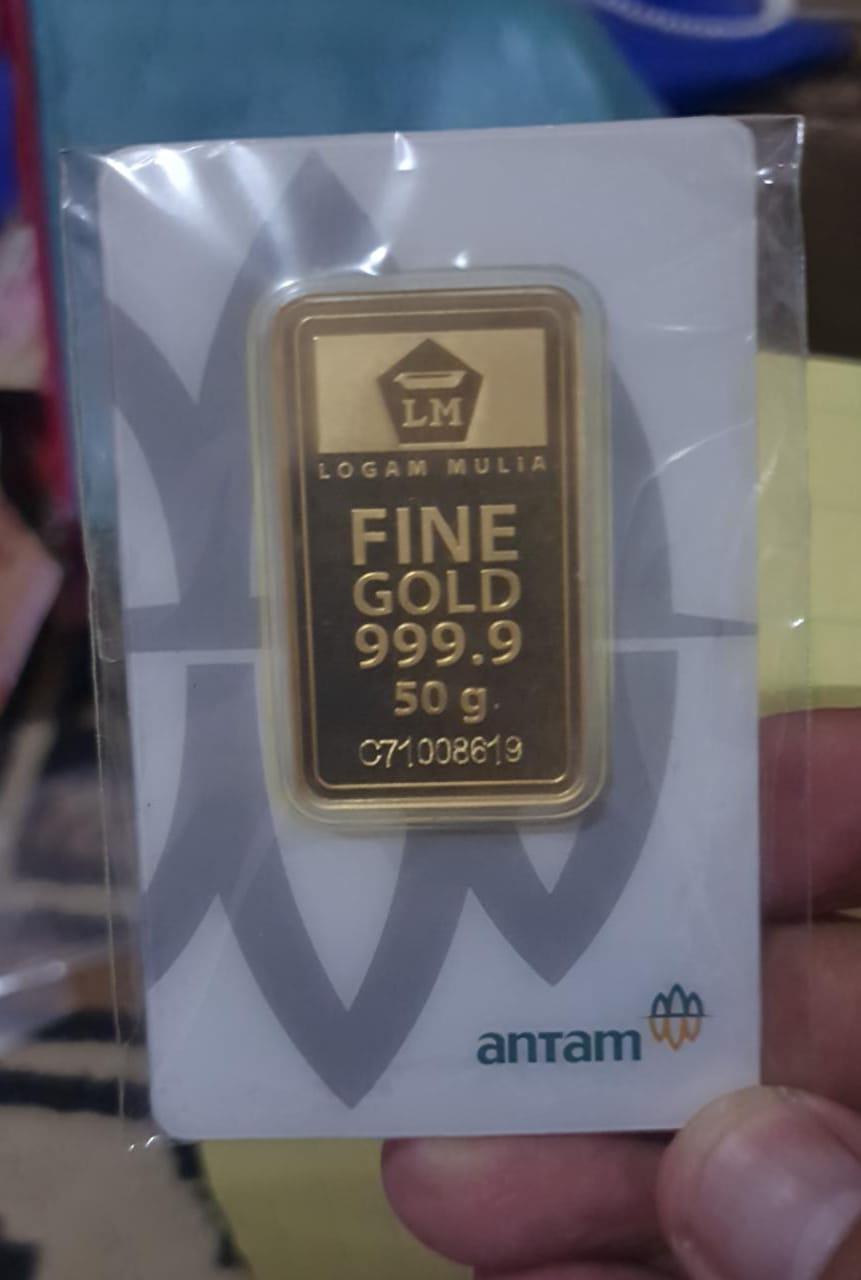 LM
LOGAM MULIA
FINE
GOLD
999.9
50 g
C71008619
antam